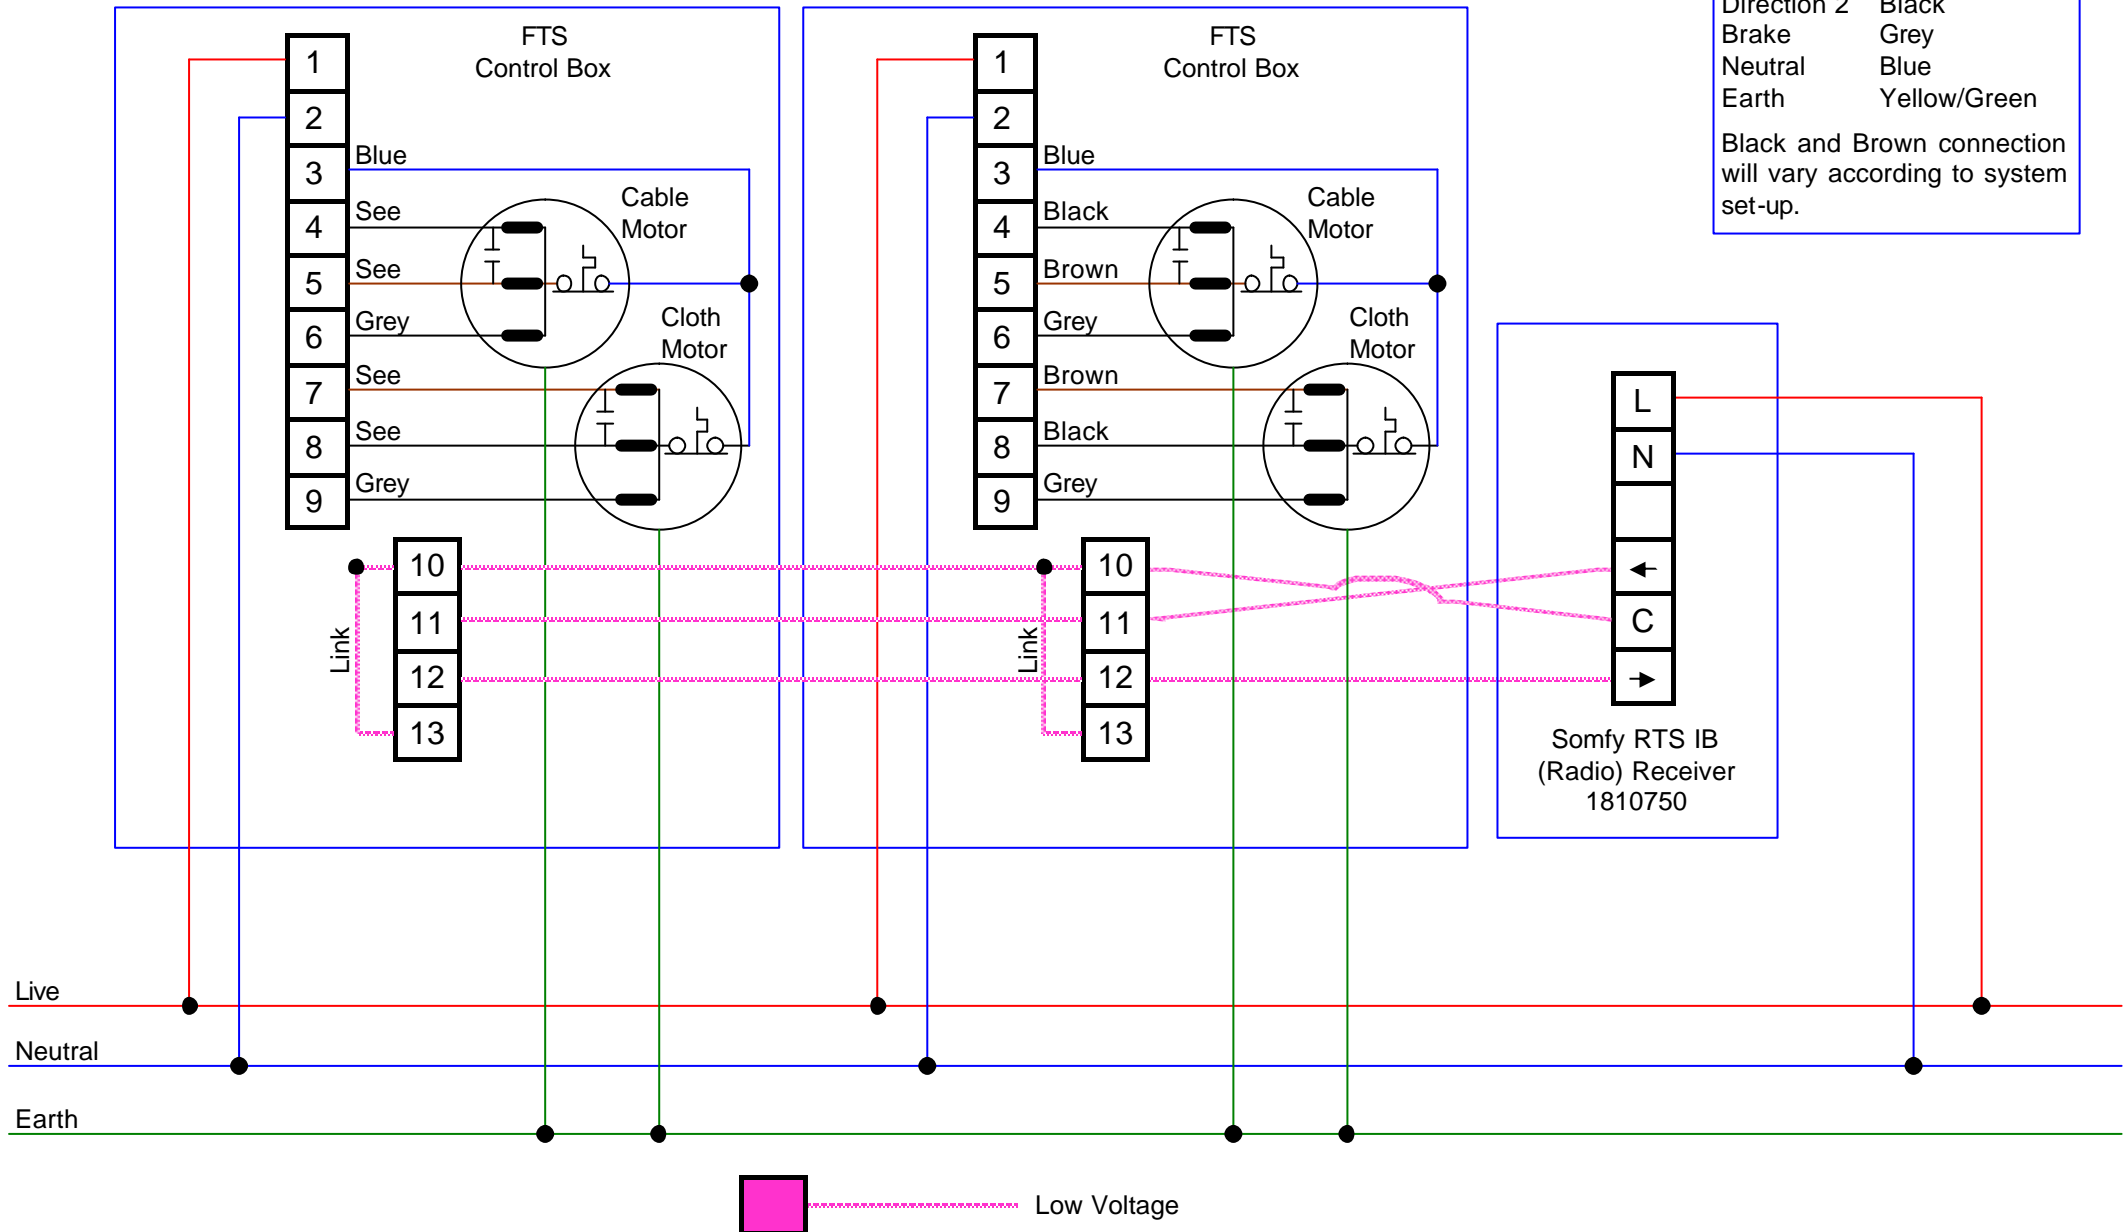 FTS
Control Box
1
2
3
4
5
6
7
8
9
Blue
See
See
Grey
See
See
Grey
Cable
Motor
Cloth
Motor
10
11
12
13
Link
FTS
Control Box
1
2
3
4
5
6
7
8
9
Blue
Black
Brown
Grey
Brown
Black
Grey
Cable
Motor
Cloth
Motor
10
11
12
13
Link
Direction 2 Black
Brake Grey
Neutral Blue
Earth Yellow/Green
Black and Brown connection
will vary according to system
set-up.
L
N
←
C
→
Somfy RTS IB
(Radio) Receiver
1810750
Live
Neutral
Earth
Low Voltage